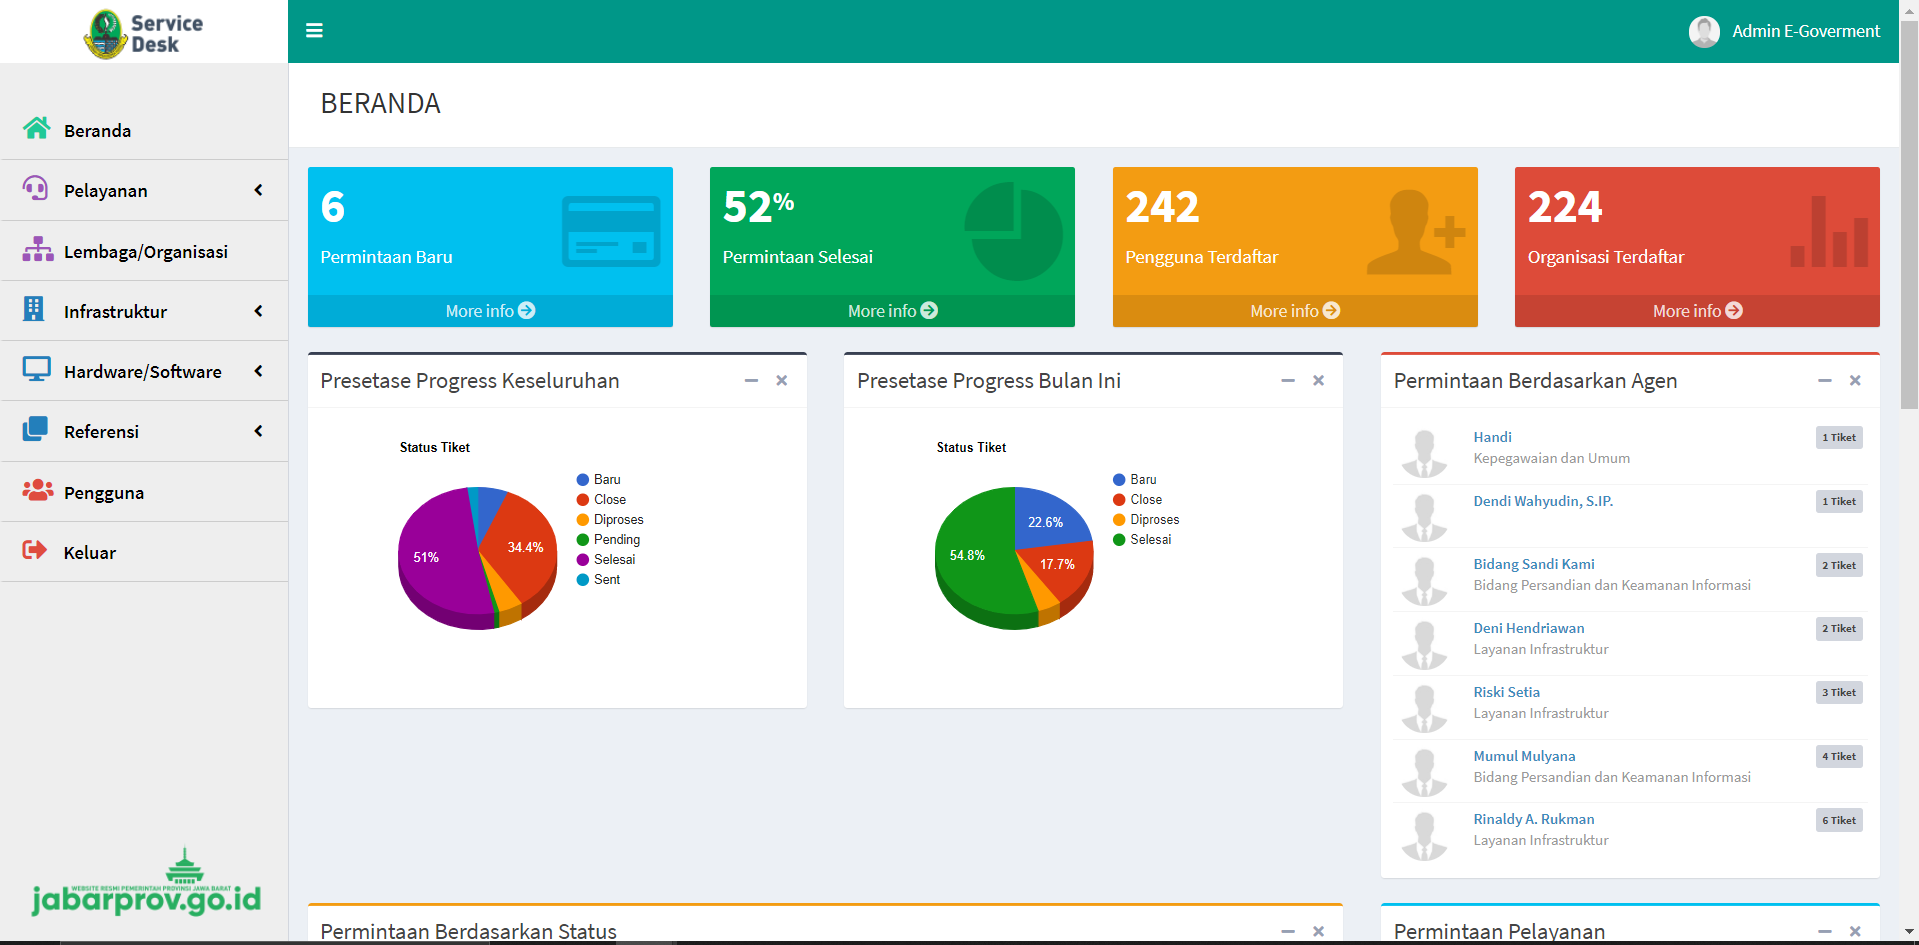 Service
Desk
Admin E-Goverment
Beranda
Pelayanan
Lembaga/Organisasi
Infrastruktur
Hardware/Software
Referensi
Pengguna
Keluar
WEBSITE RESMI PEMERINTAH PROVINSI JAWA BARAT
jabarprov.go.id
BERANDA
6
Permintaan Baru
More info
52%
Permintaan Selesai
More info
242
Pengguna Terdaftar
More info
224
Organisasi Terdaftar
More info
Presetase Progress Keseluruhan
Status Tiket
51%
34.4%
Baru
Close
Diproses
Pending
Selesai
Sent
Presetase Progress Bulan Ini
Status Tiket
22.6%
54.8%
17.7%
Baru
Close
Diproses
Selesai
Permintaan Berdasarkan Agen
Handi
1 Tiket
Kepegawaian dan Umum
Dendi Wahyudin, S.IP.
1 Tiket
Bidang Sandi Kami
2 Tiket
Bidang Persandian dan Keamanan Informasi
Deni Hendriawan
2 Tiket
Layanan Infrastruktur
Riski Setia
3 Tiket
Layanan Infrastruktur
Mumul Mulyana
4 Tiket
Bidang Persandian dan Keamanan Informasi
Rinaldy A. Rukman
6 Tiket
Layanan Infrastruktur
Permintaan Berdasarkan Status
Permintaan Pelayanan